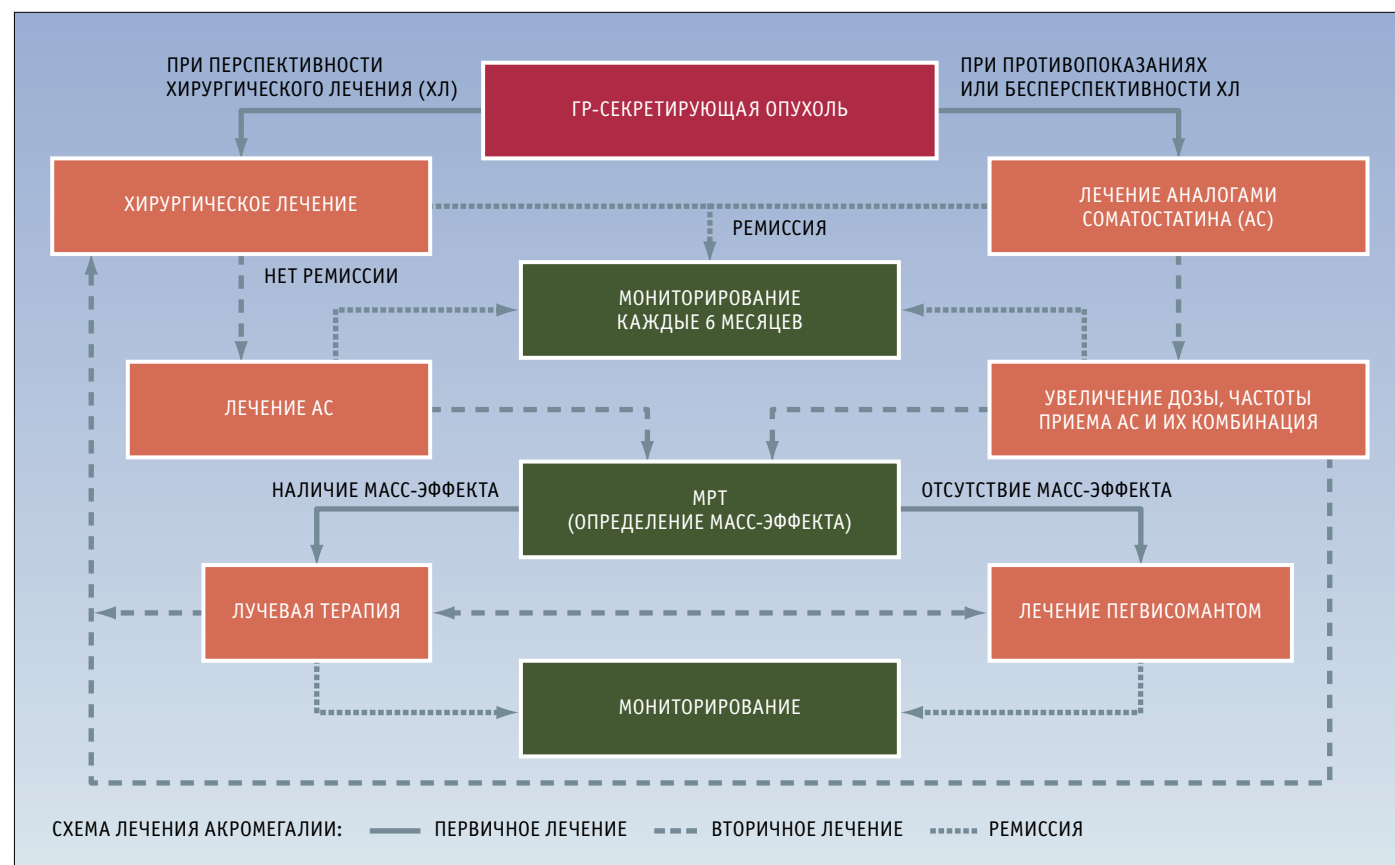 ПРИ ПЕРСПЕКТИВНОСТИ
ХИРУРГИЧЕСКОГО ЛЕЧЕНИЯ (ХЛ)
ГР-СЕКРЕТИРУЮЩАЯ ОПУХОЛЬ
ПРИ ПРОТИВОПОКАЗАНИЯХ
ИЛИ БЕСПЕРСПЕКТИВНОСТИ ХЛ
ХИРУРГИЧЕСКОЕ ЛЕЧЕНИЕ
ЛЕЧЕНИЕ АНАЛОГАМИ
СОМАТОСТАТИНА (АС)
РЕМИССИЯ
НЕТ РЕМИССИИ
МОНИТОРИРОВАНИЕ
КАЖДЫЕ 6 МЕСЯЦЕВ
ЛЕЧЕНИЕ АС
УВЕЛИЧЕНИЕ ДОЗЫ, ЧАСТОТЫ
ПРИЕМА АС И ИХ КОМБИНАЦИЯ
НАЛИЧИЕ МАСС-ЭФФЕКТА
МРТ
(ОПРЕДЕЛЕНИЕ МАСС-ЭФФЕКТА)
ОТСУТСТВИЕ МАСС-ЭФФЕКТА
ЛУЧЕВАЯ ТЕРАПИЯ
ЛЕЧЕНИЕ ПЕГВИСОМАНТОМ
МОНИТОРИРОВАНИЕ
СХЕМА ЛЕЧЕНИЯ АКРОМЕГАЛИИ: ПЕРВИЧНОЕ ЛЕЧЕНИЕ ВТОРИЧНОЕ ЛЕЧЕНИЕ РЕМИССИЯ